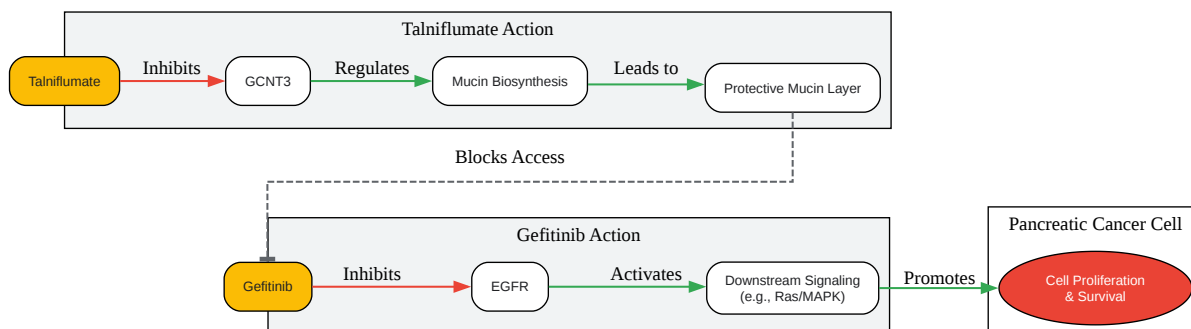 Talniflumate Action
Talniflumate
Inhibits
GCNT3
Regulates
Mucin Biosynthesis
Leads to
Protective Mucin Layer
Blocks Access
Gefitinib Action
Gefitinib
Inhibits
EGFR
Activates
Downstream Signaling
(e.g., Ras/MAPK)
Promotes
Pancreatic Cancer Cell
Cell Proliferation
& Survival